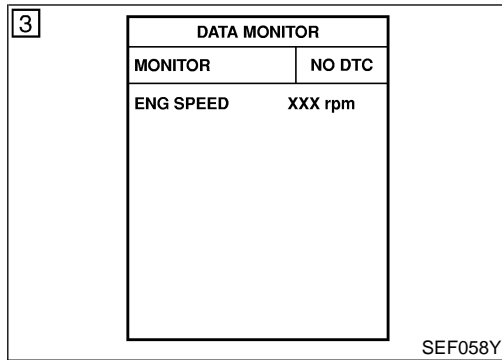 3
DATA MONITOR
MONITOR NO DTC
ENG SPEED XXX rpm
SEF058Y